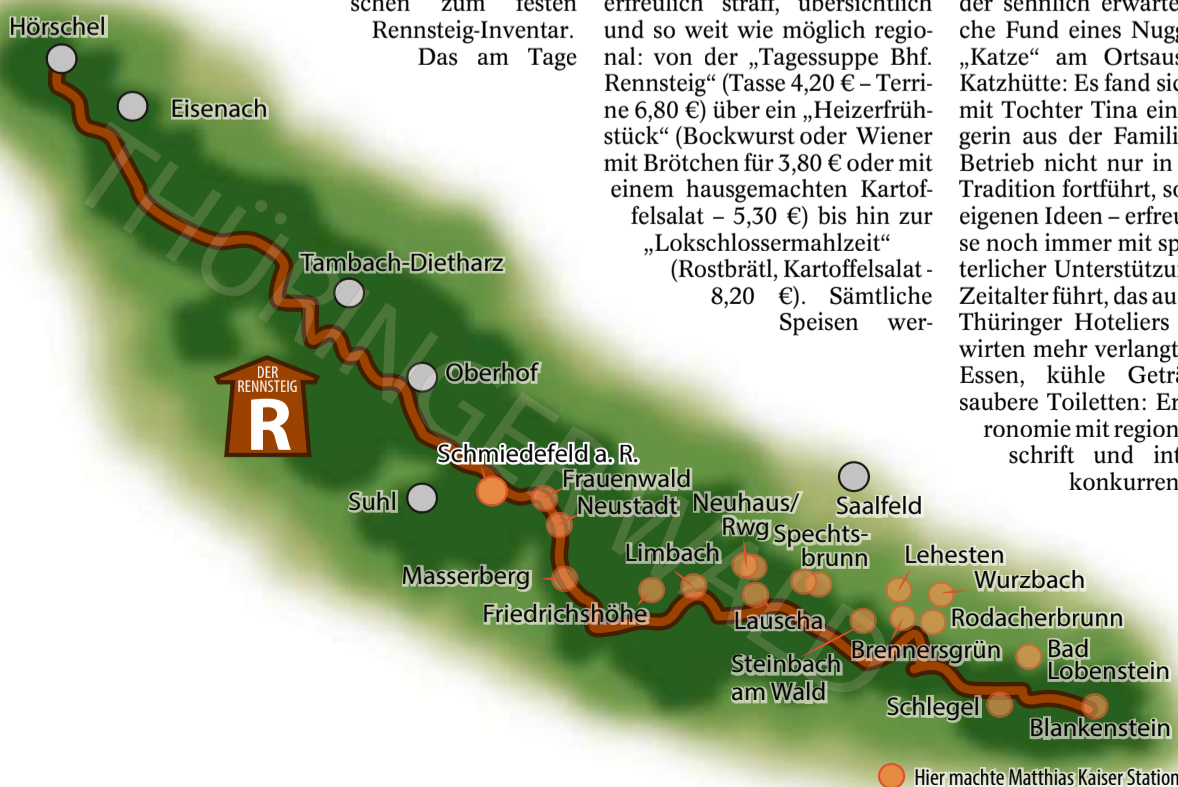 schen zum festen
Rennsteig-Inventar.
Das am Tage
erfreulich straff, übersichtlich
und so weit wie möglich regio-
nal: von der „Tagessuppe Bhf.
Rennsteig“ (Tasse 4,20 € – Terri-
ne 6,80 €) über ein „Heizerfrüh-
stück“ (Bockwurst oder Wiener
mit Brötchen für 3,80 € oder mit
einem hausgemachten Kartof-
felsalat – 5,30 €) bis hin zur
„Lokschlossermahlzeit“
(Rostbrätl, Kartoffelsalat -
8,20 €). Sämtliche
Speisen wer-
der sehnlich erwarte
che Fund eines Nugg
„Katze“ am Ortsaus
Katzhütte: Es fand sic
mit Tochter Tina ein
gerin aus der Famili
Betrieb nicht nur in
Tradition fortführt, so
eigenen Ideen – erfreu
se noch immer mit sp
terlicher Unterstützu
Zeitalter führt, das au
Thüringer Hoteliers
wirten mehr verlangt
Essen, kühle Geträ
saubere Toiletten: Er
ronomie mit region
schrift und int
konkurren
Hörschel
Eisenach
THÜRINGER WALD
Tambach-Dietharz
DER
RENNSTEIG
R
Oberhof
Schmiedefeld a. R.
Frauenwald
Suhl
Neustadt
Neuhaus/
Rwg
Saalfeld
Spechts-
brunn
Limbach
Lehesten
Masserberg
Wurzbach
Friedrichshöhe
Lauscha
Rodacherbrunn
Brennersgrün
Steinbach
am Wald
Bad
Lobenstein
Schlegel
Blankenstein
Hier machte Matthias Kaiser Station